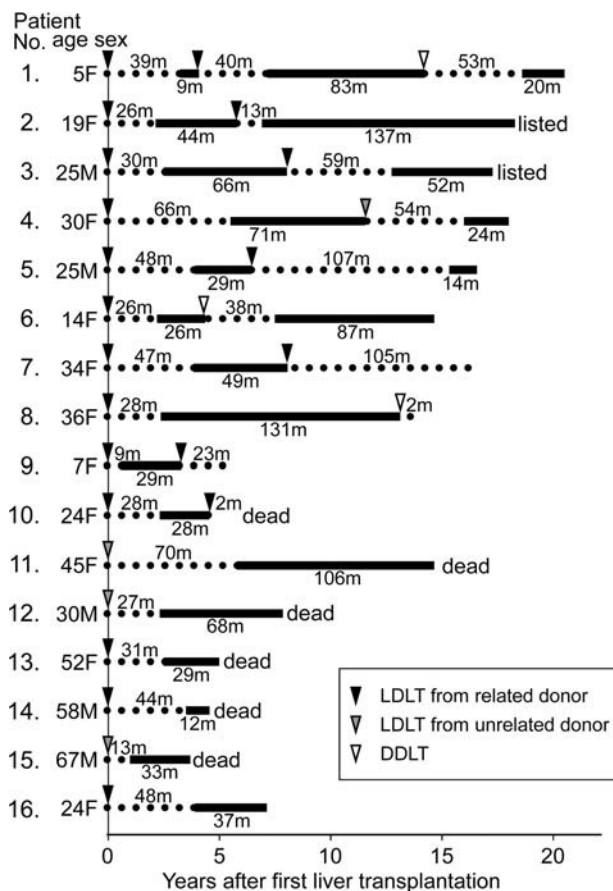 Patient
No. age sex
39m 40m 53m
1. 5F
9m 83m 20m
26m 13m
2. 19F listed
44m 137m
30m 59m
3. 25M listed
66m 52m
66m 54m
4. 30F
71m 24m
48m 107m
5. 25M
29m 14m
26m 38m
6. 14F
26m 87m
47m 105m
7. 34F
49m
28m 2m
8. 36F
131m
9m 23m
9. 7F
29m
28m 2m
10. 24F dead
28m
70m
11. 45F dead
106m
27m
12. 30M dead
68m
31m
13. 52F dead
29m
44m
14. 58M dead
12m
13m
15. 67M dead
33m
48m
16. 24F
37m
LDLT from related donor
LDLT from unrelated donor
DDLT
0 5 10 15 20
Years after first liver transplantation